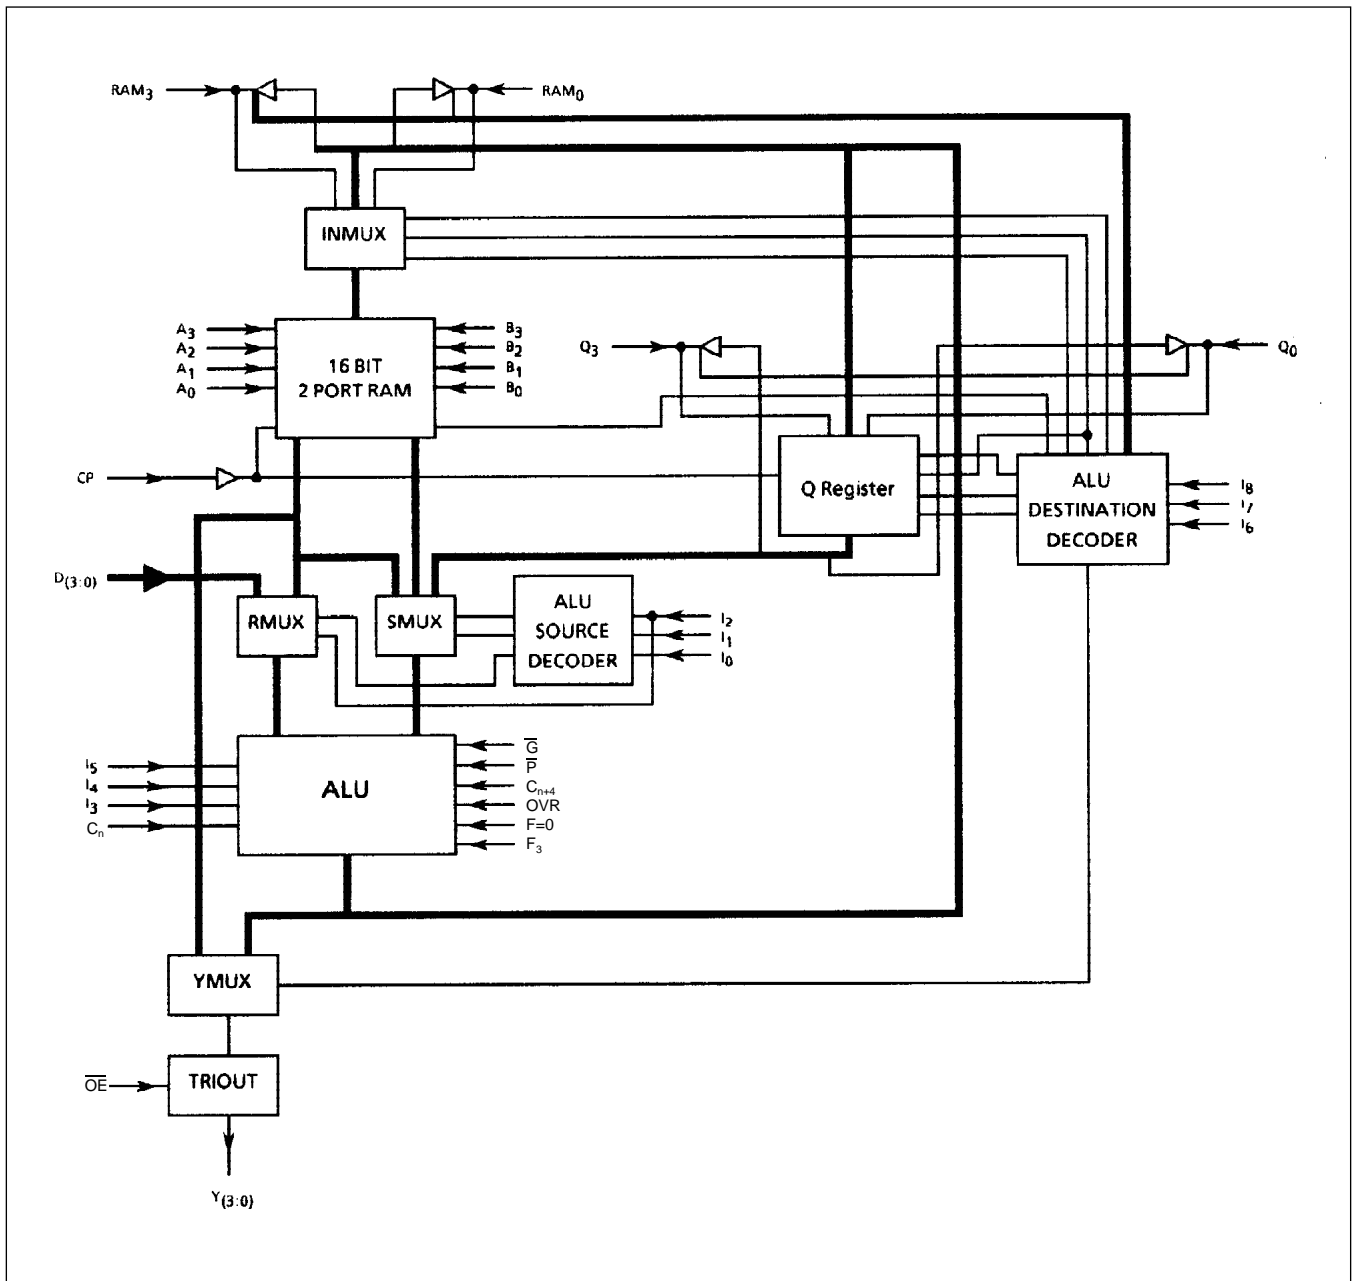 RAM3
RAM0
INMUX
A3
A2
A1
A0
16 BIT
2 PORT RAM
B3
B2
B1
B0
Q3
Q0
CP
Q Register
ALU
DESTINATION
DECODER
I8
I7
I6
D(3:0)
RMUX
SMUX
ALU
SOURCE
DECODER
I2
I1
I0
I5
I4
I3
Cn
ALU
G̅
P̅
Cn+4
OVR
F=0
F3
YMUX
O̅E̅
TRIOUT
Y(3:0)